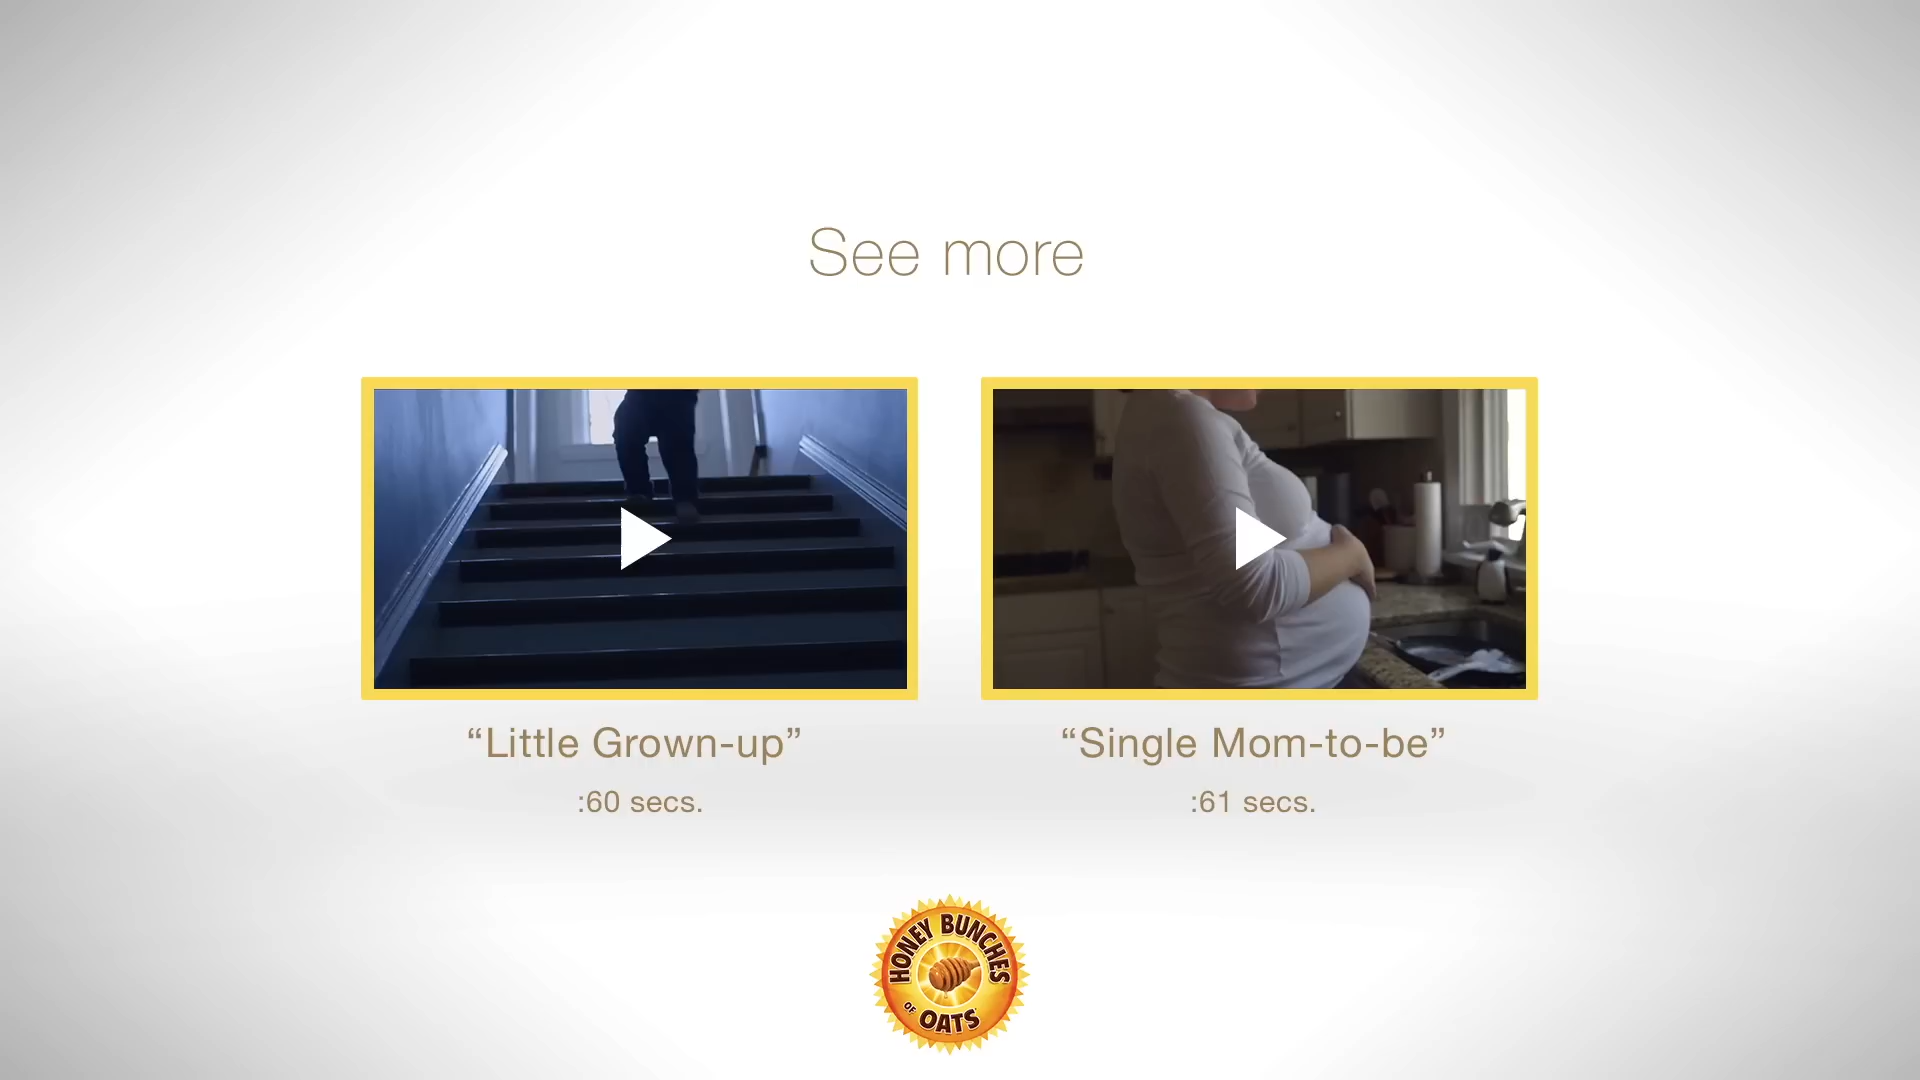 See more
“Little Grown-up”
:60 secs.
“Single Mom-to-be”
:61 secs.
HONEY BUNCHES
OF
OATS